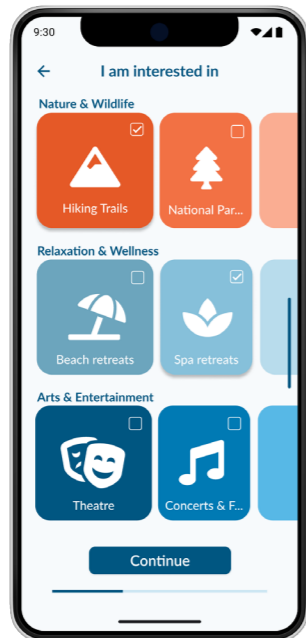 9:30
I am interested in
Nature & Wildlife
Hiking Trails
National Par...
Relaxation & Wellness
Beach retreats
Spa retreats
Arts & Entertainment
Theatre
Concerts & F...
Continue